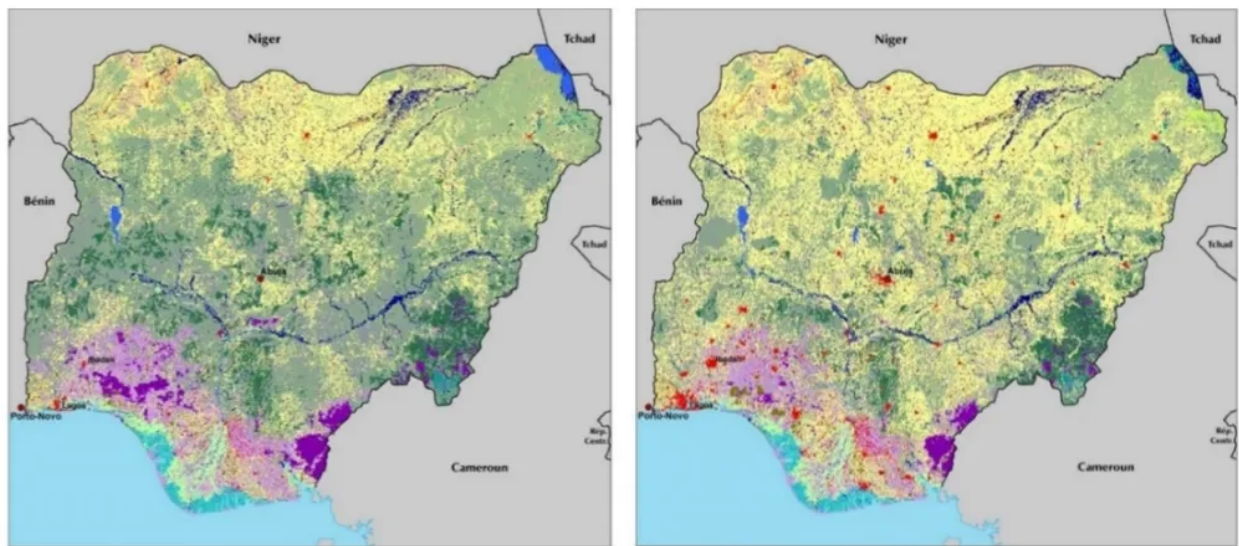 Niger
Tchad
Bénin
Tchad
Abuja
Ibadan
Lagos
Porto-Novo
Rép.
Centr.
Cameroun
Niger
Tchad
Bénin
Tchad
Abuja
Ibadan
Lagos
Porto-Novo
Rép.
Centr.
Cameroun